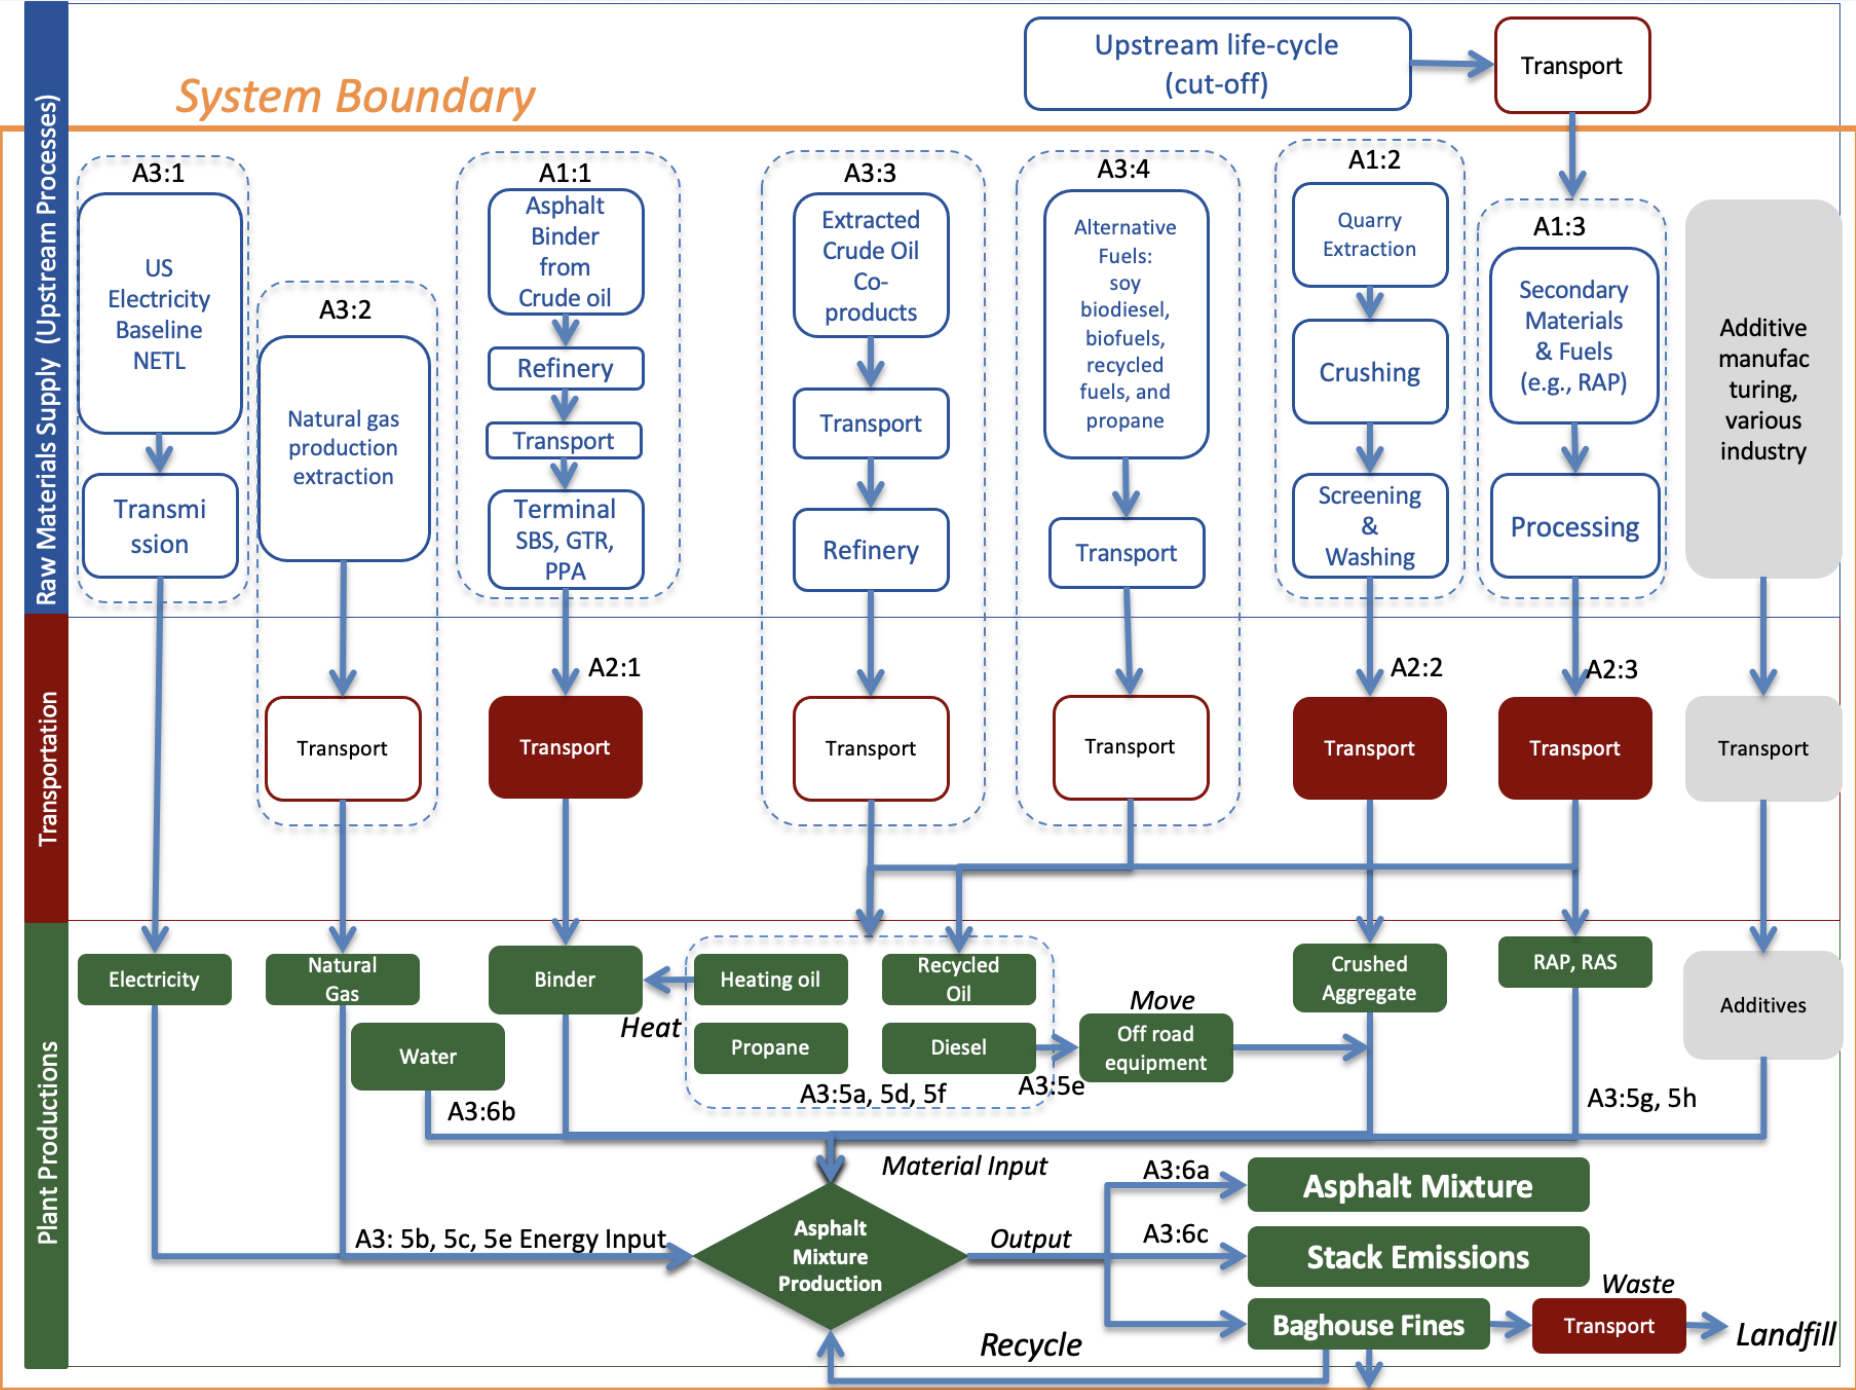 Upstream life-cycle
(cut-off)
Transport
System Boundary
Raw Materials Supply (Upstream Processes)
A3:1
US
Electricity
Baseline
NETL
Transmi
ssion
A3:2
Natural gas
production
extraction
A1:1
Asphalt
Binder
from
Crude oil
Refinery
Transport
Terminal
SBS, GTR,
PPA
A3:3
Extracted
Crude Oil
Co-
products
Transport
Refinery
A3:4
Alternative
Fuels:
soy
biodiesel,
biofuels,
recycled
fuels, and
propane
Transport
A1:2
Quarry
Extraction
Crushing
Screening
&
Washing
A1:3
Secondary
Materials
& Fuels
(e.g., RAP)
Processing
Additive
manufac
turing,
various
industry
Transportation
Transport
A2:1
Transport
Transport
Transport
A2:2
Transport
A2:3
Transport
Transport
Plant Productions
Electricity
Natural
Gas
Water
A3:6b
Binder
Heat
Heating oil
Recycled
Oil
Propane
Diesel
A3:5a, 5d, 5f
A3:5e
Move
Off road
equipment
Crushed
Aggregate
RAP, RAS
A3:5g, 5h
Additives
Material Input
A3: 5b, 5c, 5e Energy Input
Asphalt
Mixture
Production
Output
A3:6a
Asphalt Mixture
A3:6c
Stack Emissions
Baghouse Fines
Waste
Transport
Landfill
Recycle